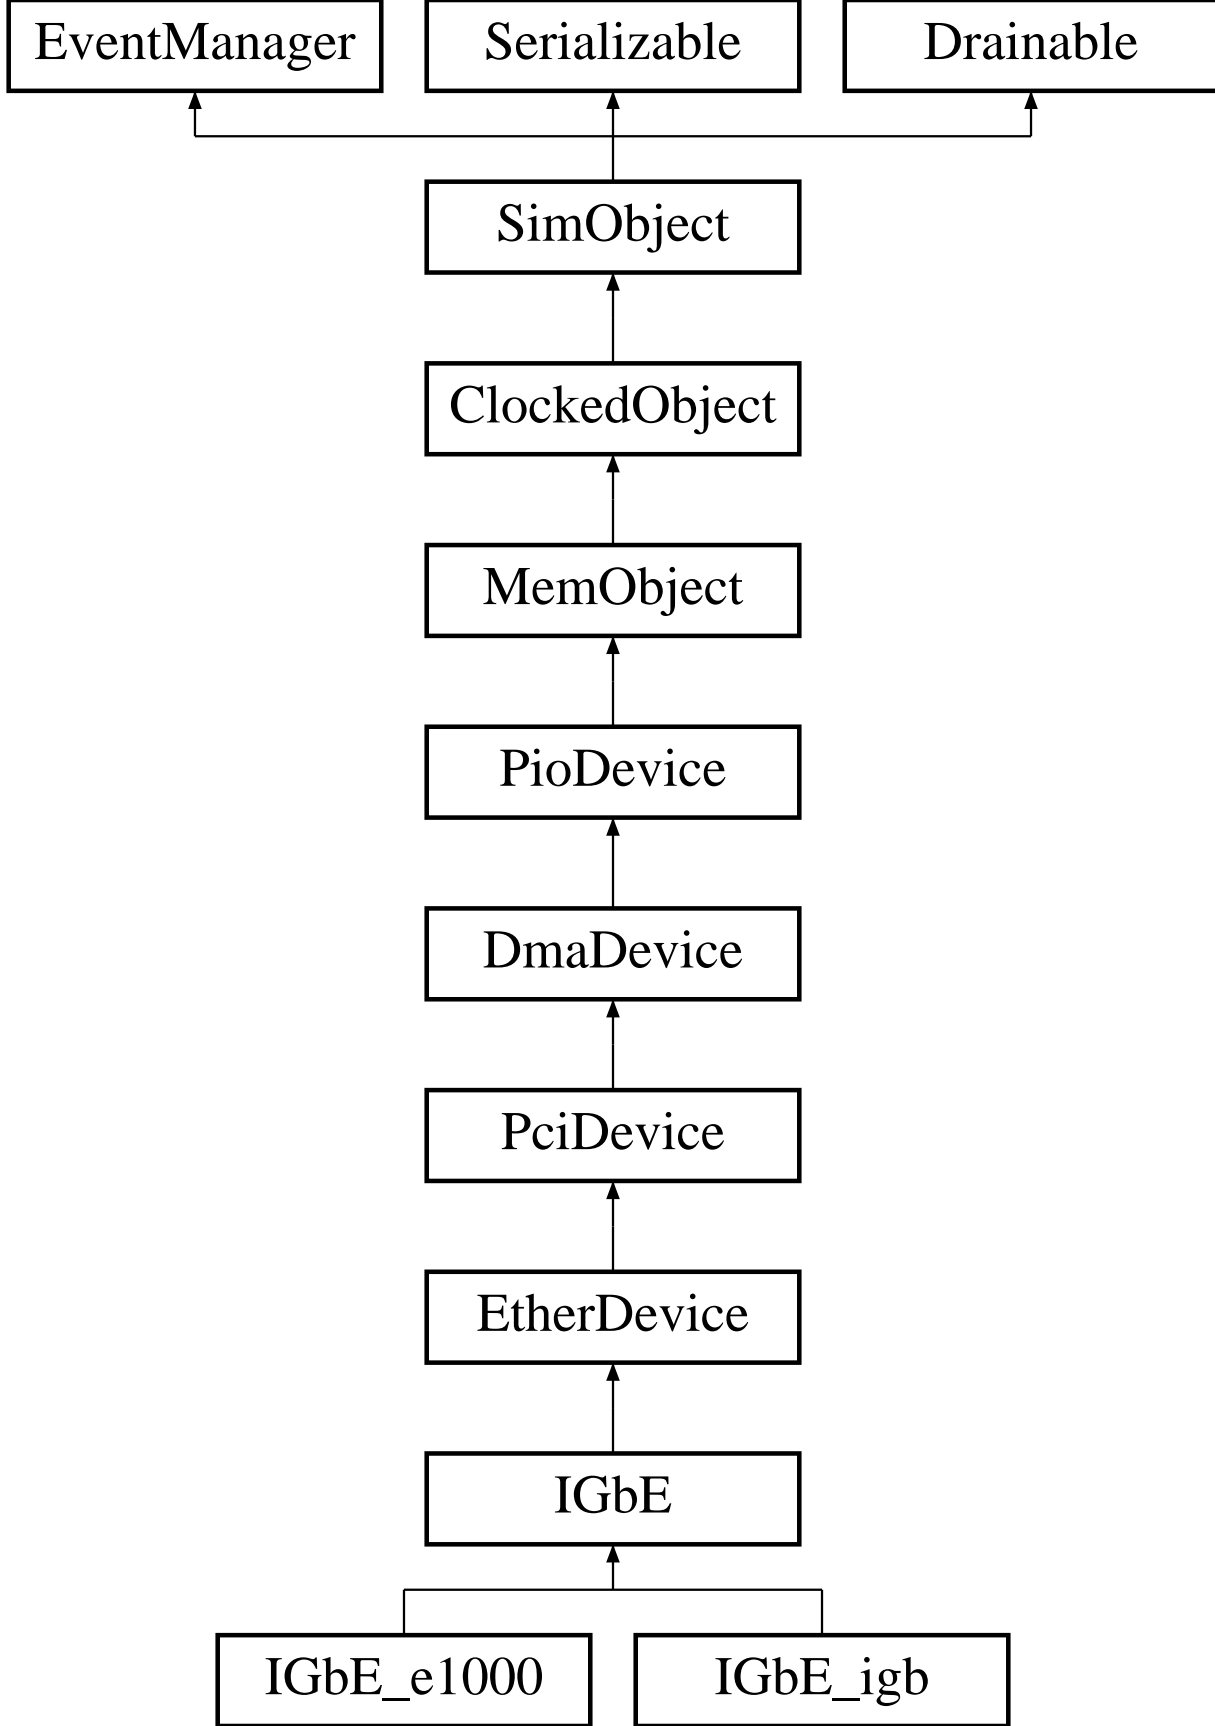 EventManager
Serializable
Drainable
SimObject
ClockedObject
MemObject
PioDevice
DmaDevice
PciDevice
EtherDevice
IGbE
IGbE_e1000
IGbE_igb